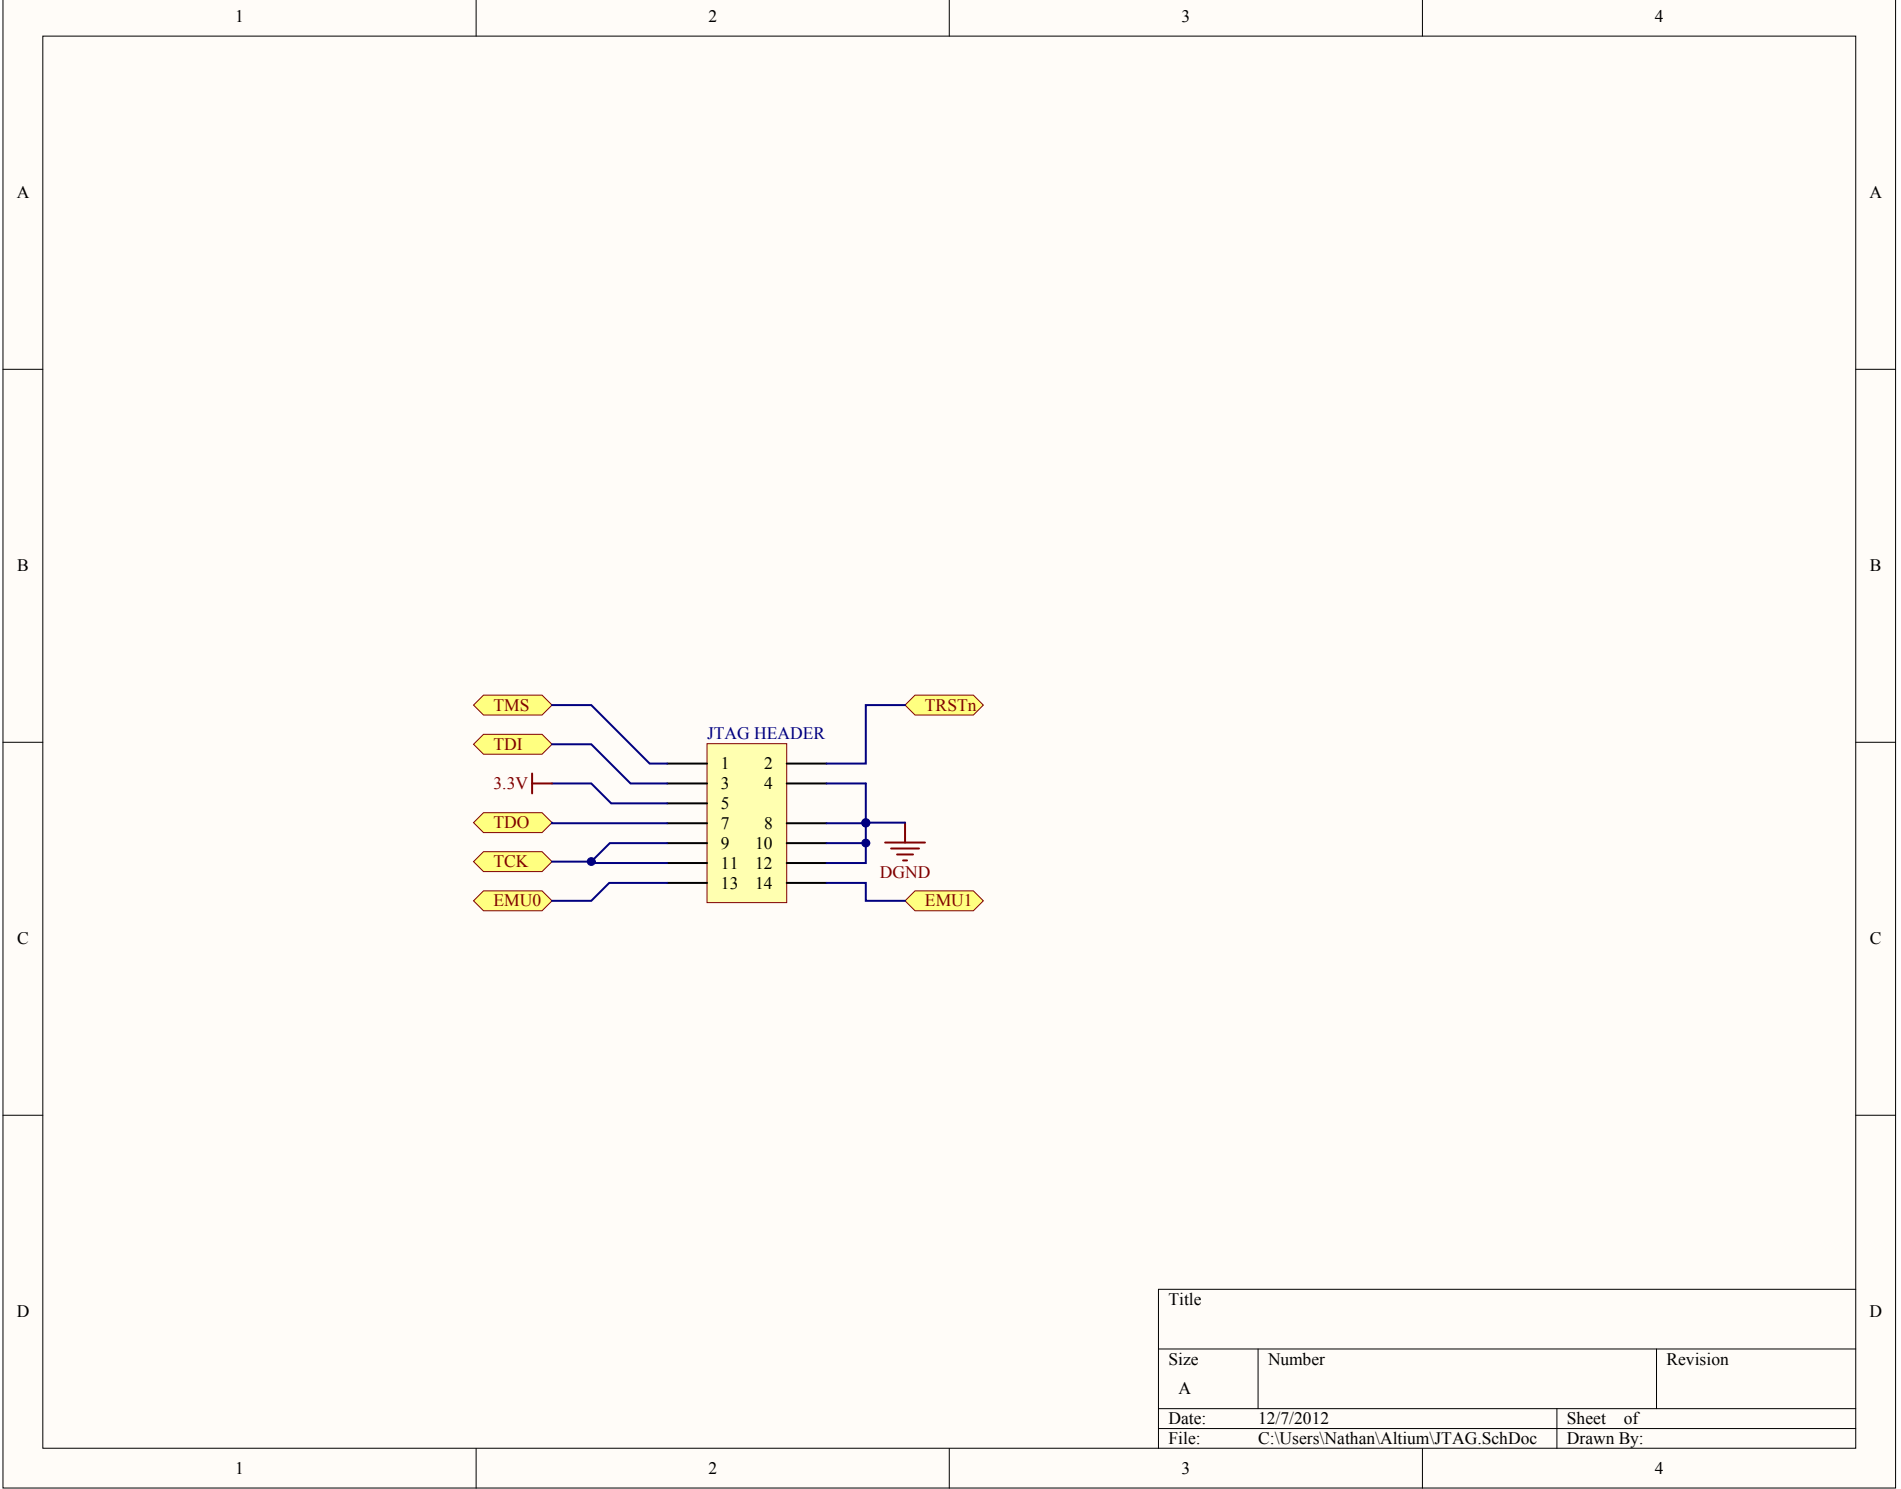 1 2 3 4
A A
B B
TMS TRSTn
JTAG HEADER
TDI
1 2
3.3V 3 4
5
TDO 7 8
9 10
TCK 11 12
DGND
13 14
EMU0 EMU1
C C
Title
D D
Size Number Revision
A
Date: 12/7/2012 Sheet of
File: C:\Users\Nathan\Altium\JTAG.SchDoc Drawn By:
1 2 3 4